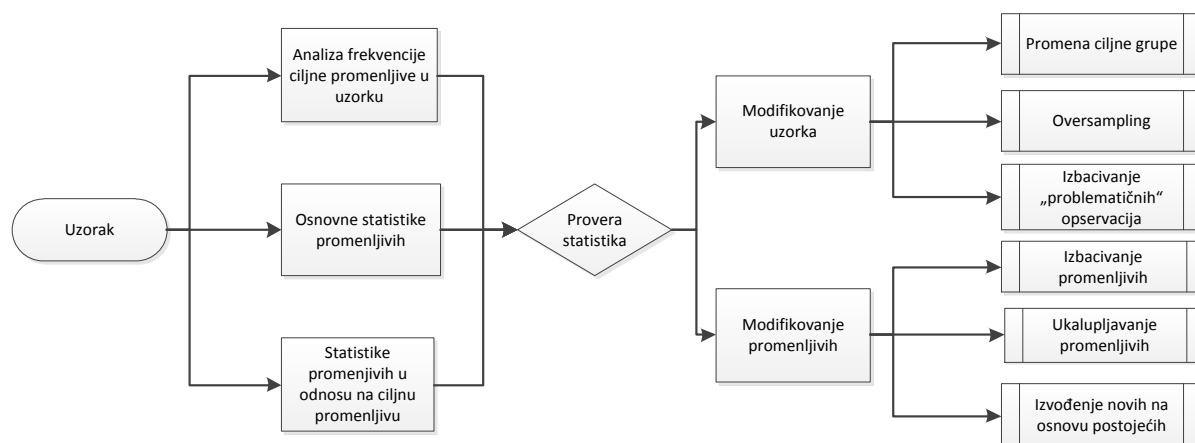 Uzorak
Analiza frekvencije
ciljne promenljive u
uzorku
Osnovne statistike
promenljivih
Statistike
promenjivih u
odnosu na ciljnu
promenljivu
Provera
statistika
Modifikovanje
uzorka
Modifikovanje
promenljivih
Promena ciljne grupe
Oversampling
Izbacivanje
„problematičnih“
opservacija
Izbacivanje
promenljivih
Ukalupljavanje
promenljivih
Izvođenje novih na
osnovu postojećih